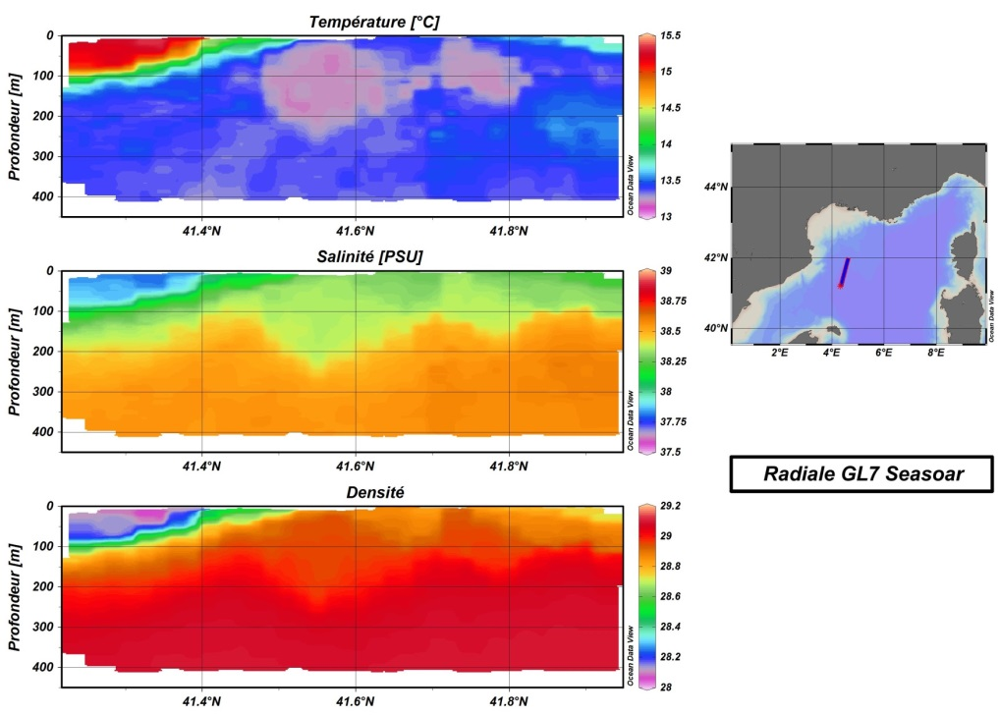 Température [°C]
0
100
200
300
400
Profondeur [m]
41.4°N
41.6°N
41.8°N
Ocean Data View
15.5
15
14.5
14
13.5
13
Salinité [PSU]
0
100
200
300
400
Profondeur [m]
41.4°N
41.6°N
41.8°N
Ocean Data View
39
38.75
38.5
38.25
38
37.75
37.5
Densité
0
100
200
300
400
Profondeur [m]
41.4°N
41.6°N
41.8°N
Ocean Data View
29.2
29
28.8
28.6
28.4
28.2
28
44°N
42°N
40°N
2°E
4°E
6°E
8°E
Ocean Data View
Radiale GL7 Seasoar